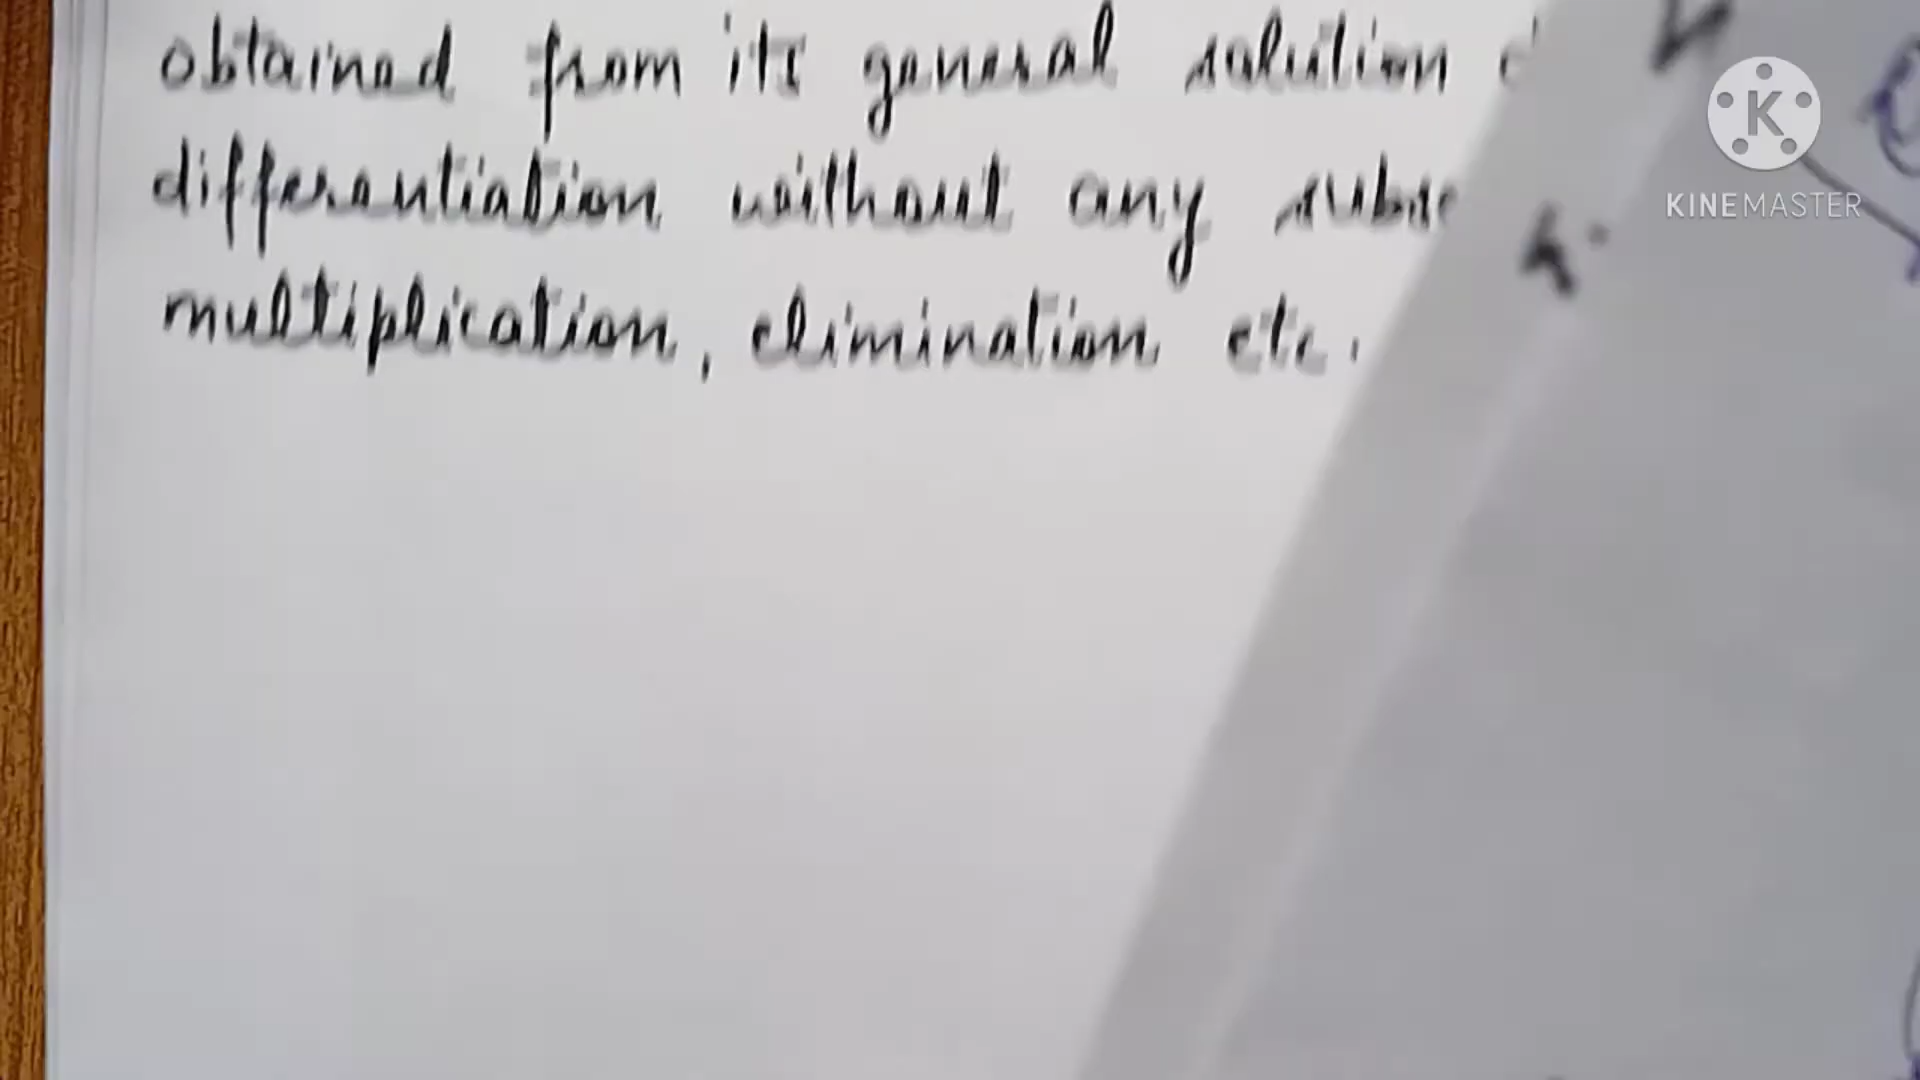 obtained from its general solution
differentiation without any
multiplication, elimination etc.
K
KINEMASTER